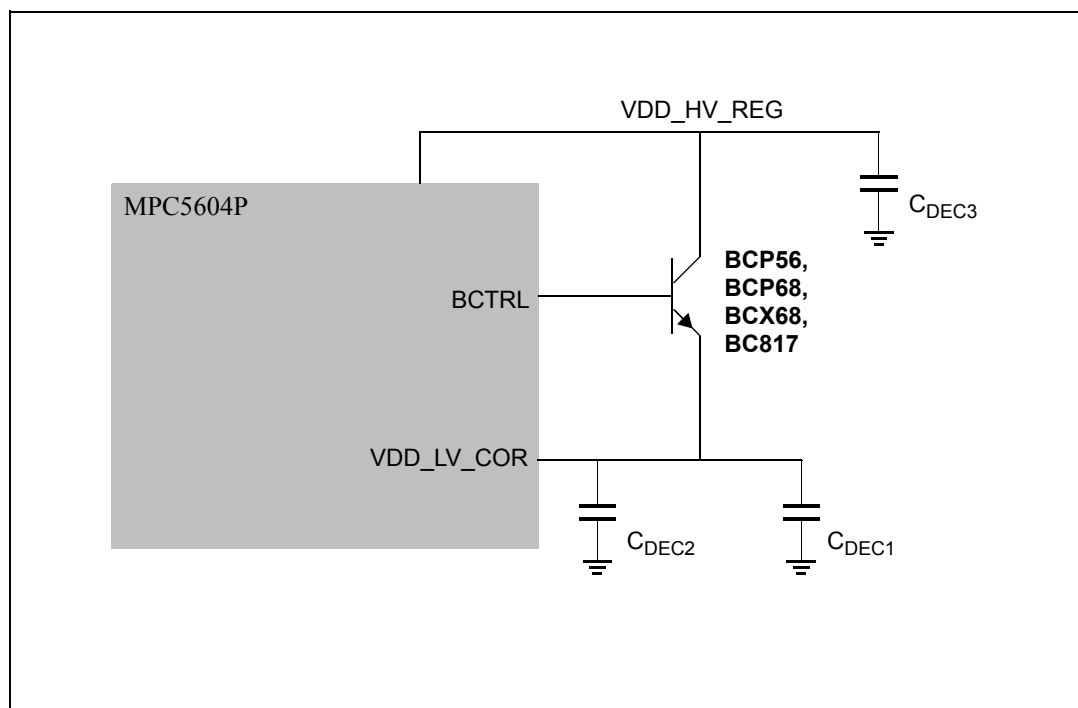 VDD_HV_REG
MPC5604P
CDEC3
BCP56,
BCP68,
BCX68,
BC817
BCTRL
VDD_LV_COR
CDEC2
CDEC1